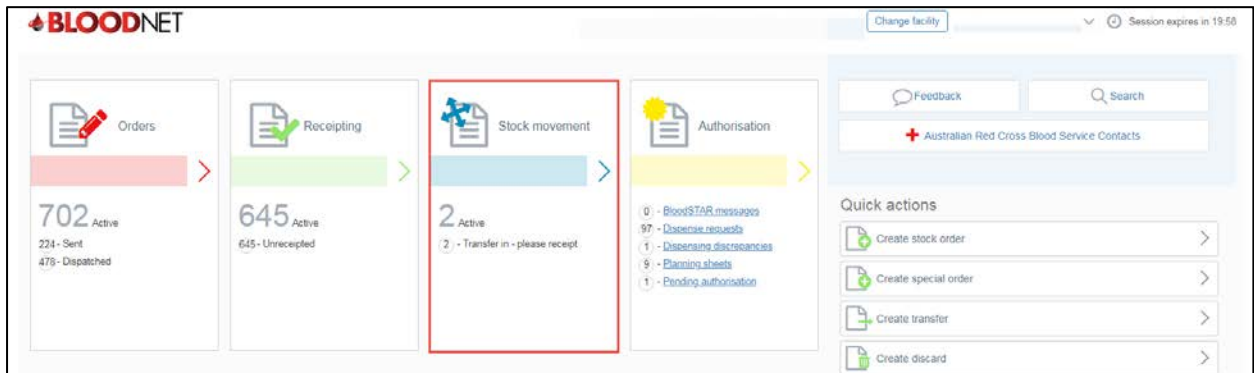 BLOODNET
Change facility
Session expires in 19:58
Orders
702 Active
224 - Sent
478 - Dispatched
Receipting
645 Active
645 - Unreceipted
Stock movement
2 Active
2 - Transfer in - please receipt
Authorisation
0 - BloodSTAR messages
97 - Dispense requests
1 - Dispensing discrepancies
9 - Planning sheets
1 - Pending authorisation
Feedback
Search
Australian Red Cross Blood Service Contacts
Quick actions
Create stock order
Create special order
Create transfer
Create discard